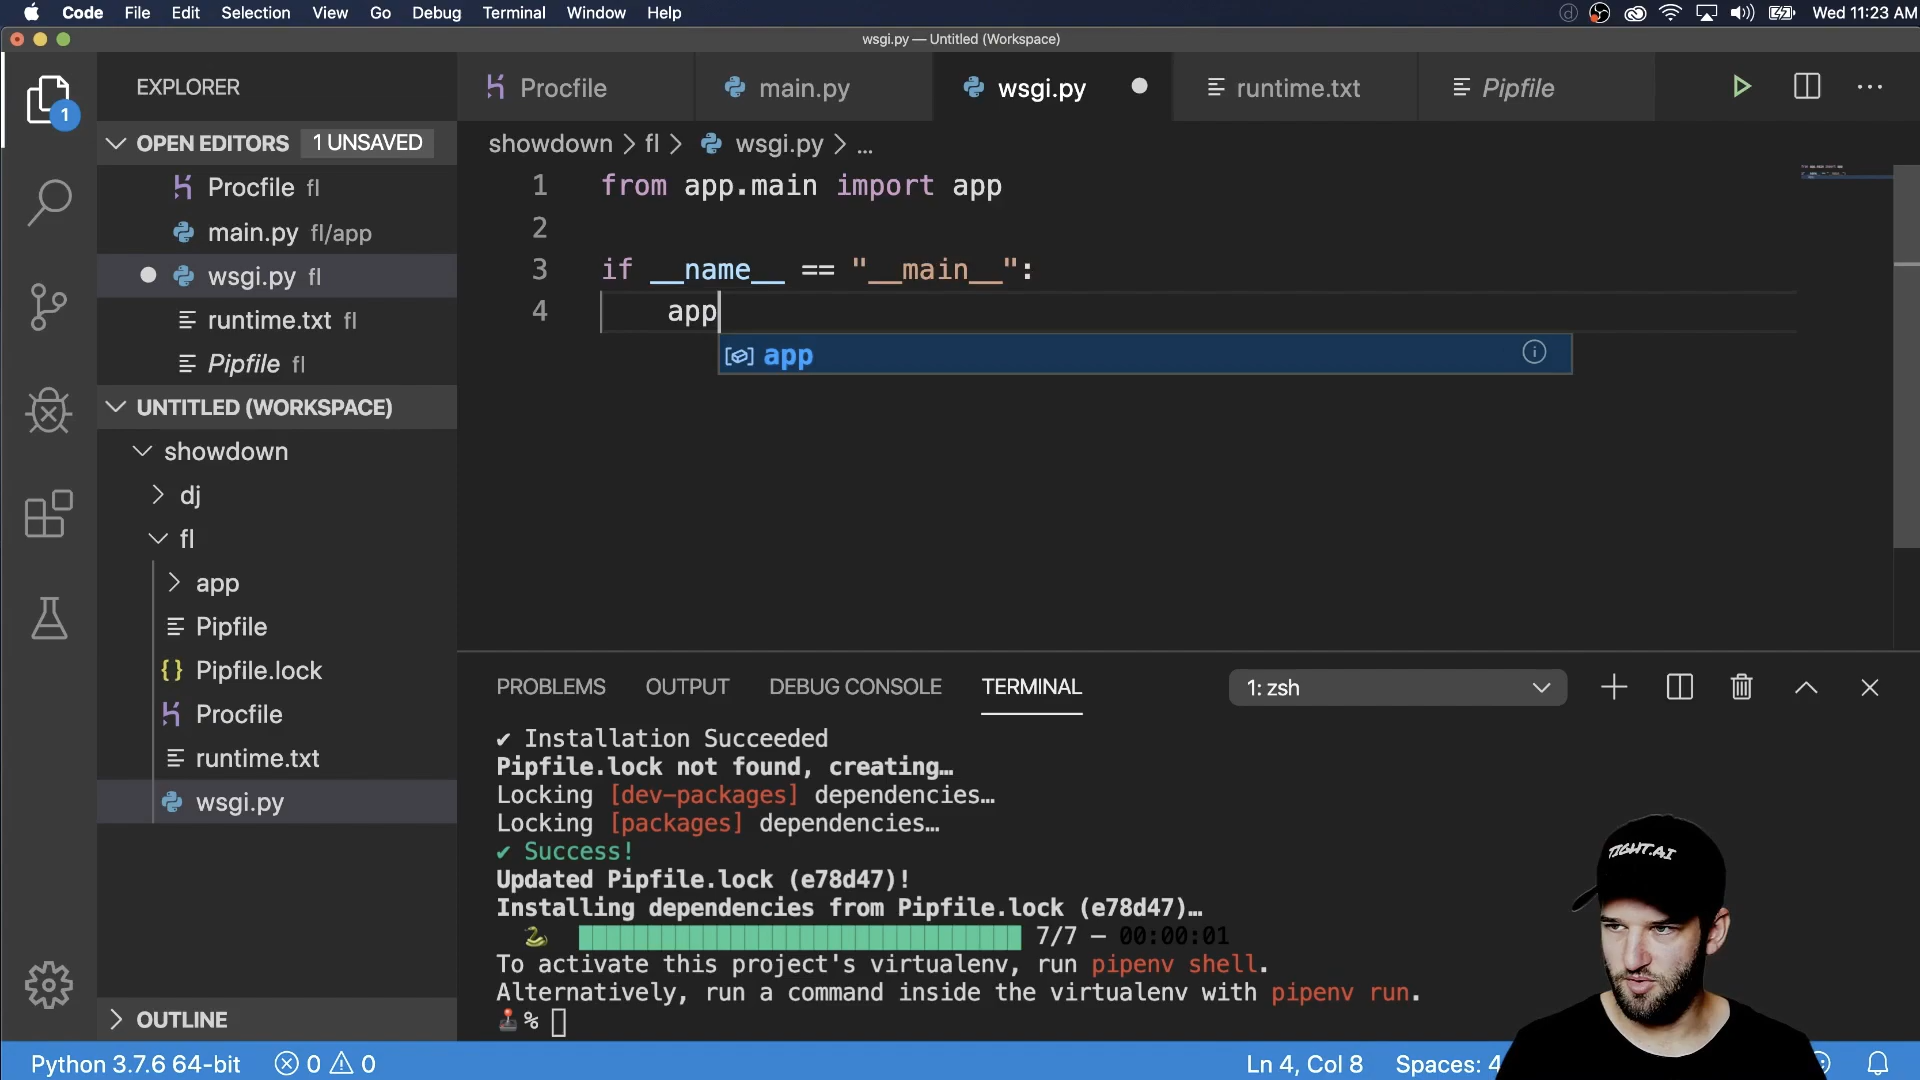 Code File Edit Selection View Go Debug Terminal Window Help Wed 11:23 AM
wsgi.py — Untitled (Workspace)
EXPLORER
1
OPEN EDITORS 1 UNSAVED
Procfile fl
main.py fl/app
wsgi.py fl
runtime.txt fl
Pipfile fl
UNTITLED (WORKSPACE)
showdown
dj
fl
app
Pipfile
Pipfile.lock
Procfile
runtime.txt
wsgi.py
OUTLINE
Procfile main.py wsgi.py runtime.txt Pipfile
showdown > fl > wsgi.py > ...
1 from app.main import app
2
3 if __name__ == "__main__":
4 app
app
PROBLEMS OUTPUT DEBUG CONSOLE TERMINAL 1: zsh
✔ Installation Succeeded
Pipfile.lock not found, creating…
Locking [dev-packages] dependencies…
Locking [packages] dependencies…
✔ Success!
Updated Pipfile.lock (e78d47)!
Installing dependencies from Pipfile.lock (e78d47)…
7/7 — 00:00:01
To activate this project's virtualenv, run pipenv shell.
Alternatively, run a command inside the virtualenv with pipenv run.
%
TIGHT.AI
Python 3.7.6 64-bit 0 0 Ln 4, Col 8 Spaces: 4